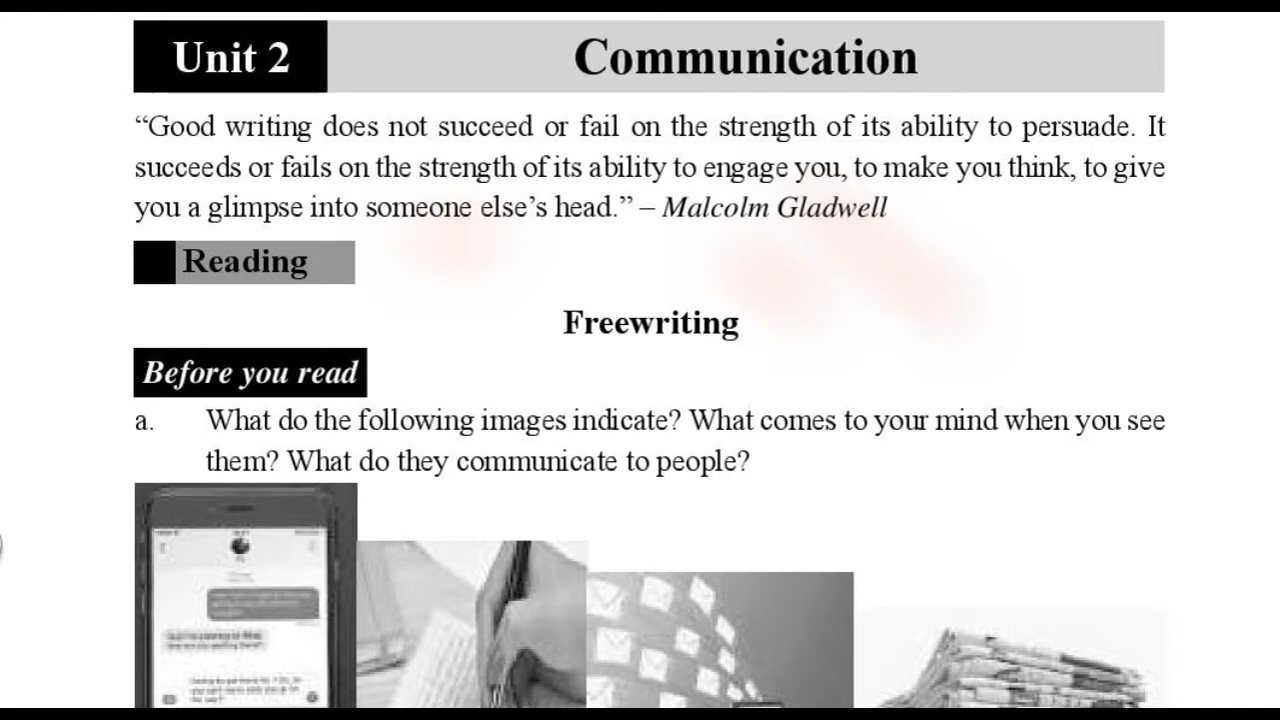 Unit 2
Communication
“Good writing does not succeed or fail on the strength of its ability to persuade. It
succeeds or fails on the strength of its ability to engage you, to make you think, to give
you a glimpse into someone else’s head.” – Malcolm Gladwell
Reading
Freewriting
Before you read
a. What do the following images indicate? What comes to your mind when you see
them? What do they communicate to people?